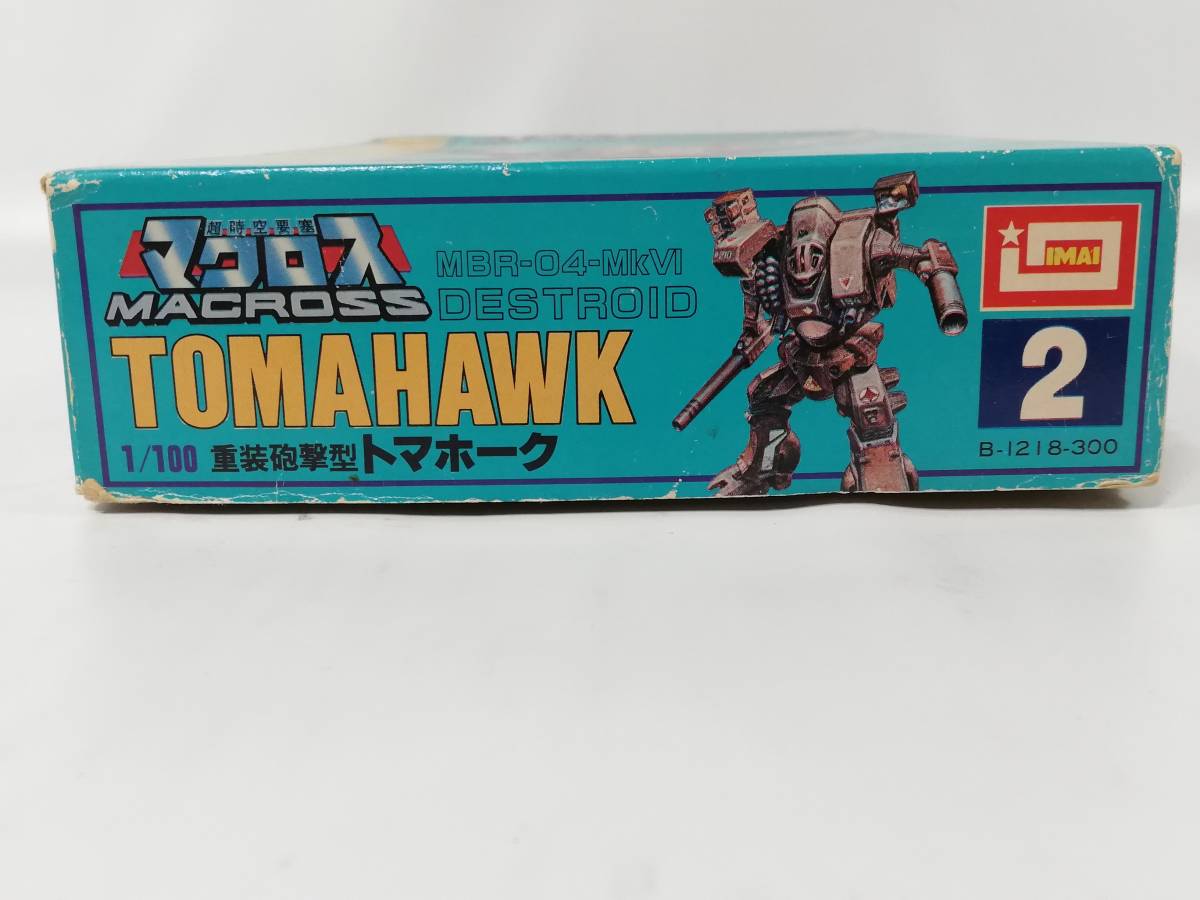 超時空要塞
マクロス
MACROSS
MBR-04-MkVI
DESTROID
TOMAHAWK
1/100 重装砲撃型トマホーク
IMAI
2
B-1218-300